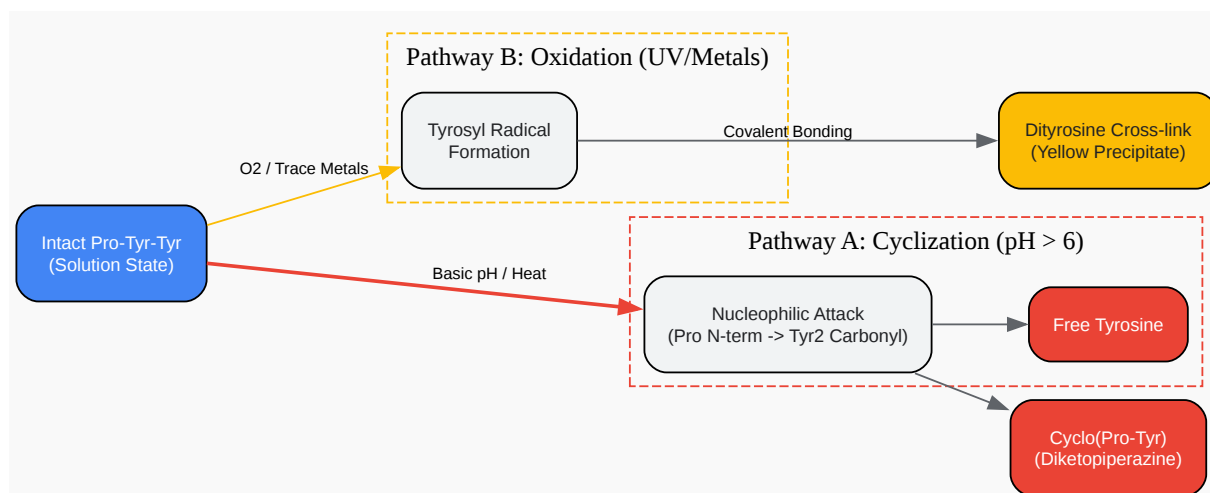 Pathway B: Oxidation (UV/Metals)
Tyrosyl Radical
Formation
Covalent Bonding
Dityrosine Cross-link
(Yellow Precipitate)
O2 / Trace Metals
Intact Pro-Tyr-Tyr
(Solution State)
Basic pH / Heat
Pathway A: Cyclization (pH > 6)
Nucleophilic Attack
(Pro N-term -> Tyr2 Carbonyl)
Free Tyrosine
Cyclo(Pro-Tyr)
(Diketopiperazine)